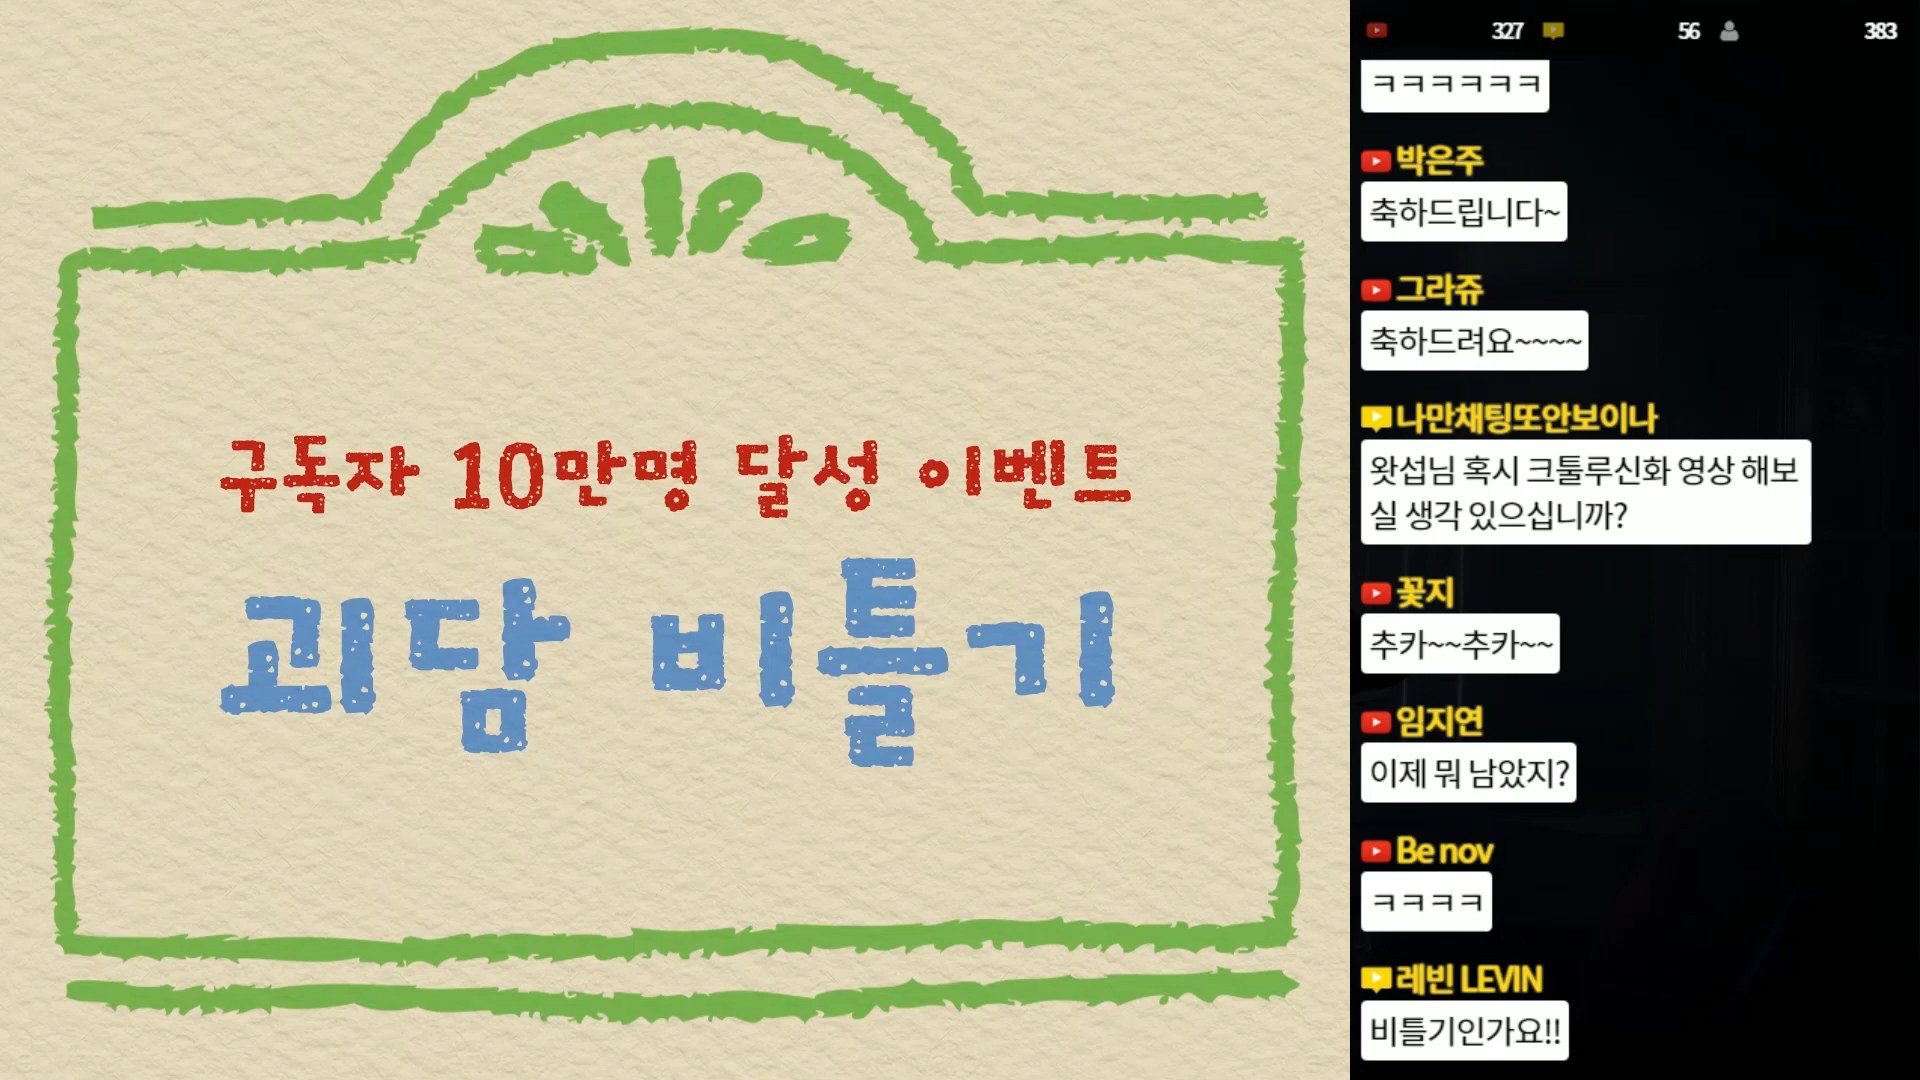 구독자 10만명 달성 이벤트
괴담 비틀기
327 56 383
ㅋㅋㅋㅋㅋㅋ
박은주
축하드립니다~
그라쥬
축하드려요~~~~
나만채팅또안보이나
왓섭님 혹시 크툴루신화 영상 해보
실 생각 있으십니까?
꽃지
추카~~추카~~
임지연
이제 뭐 남았지?
Be nov
ㅋㅋㅋㅋ
레빈 LEVIN
비틀기인가요!!